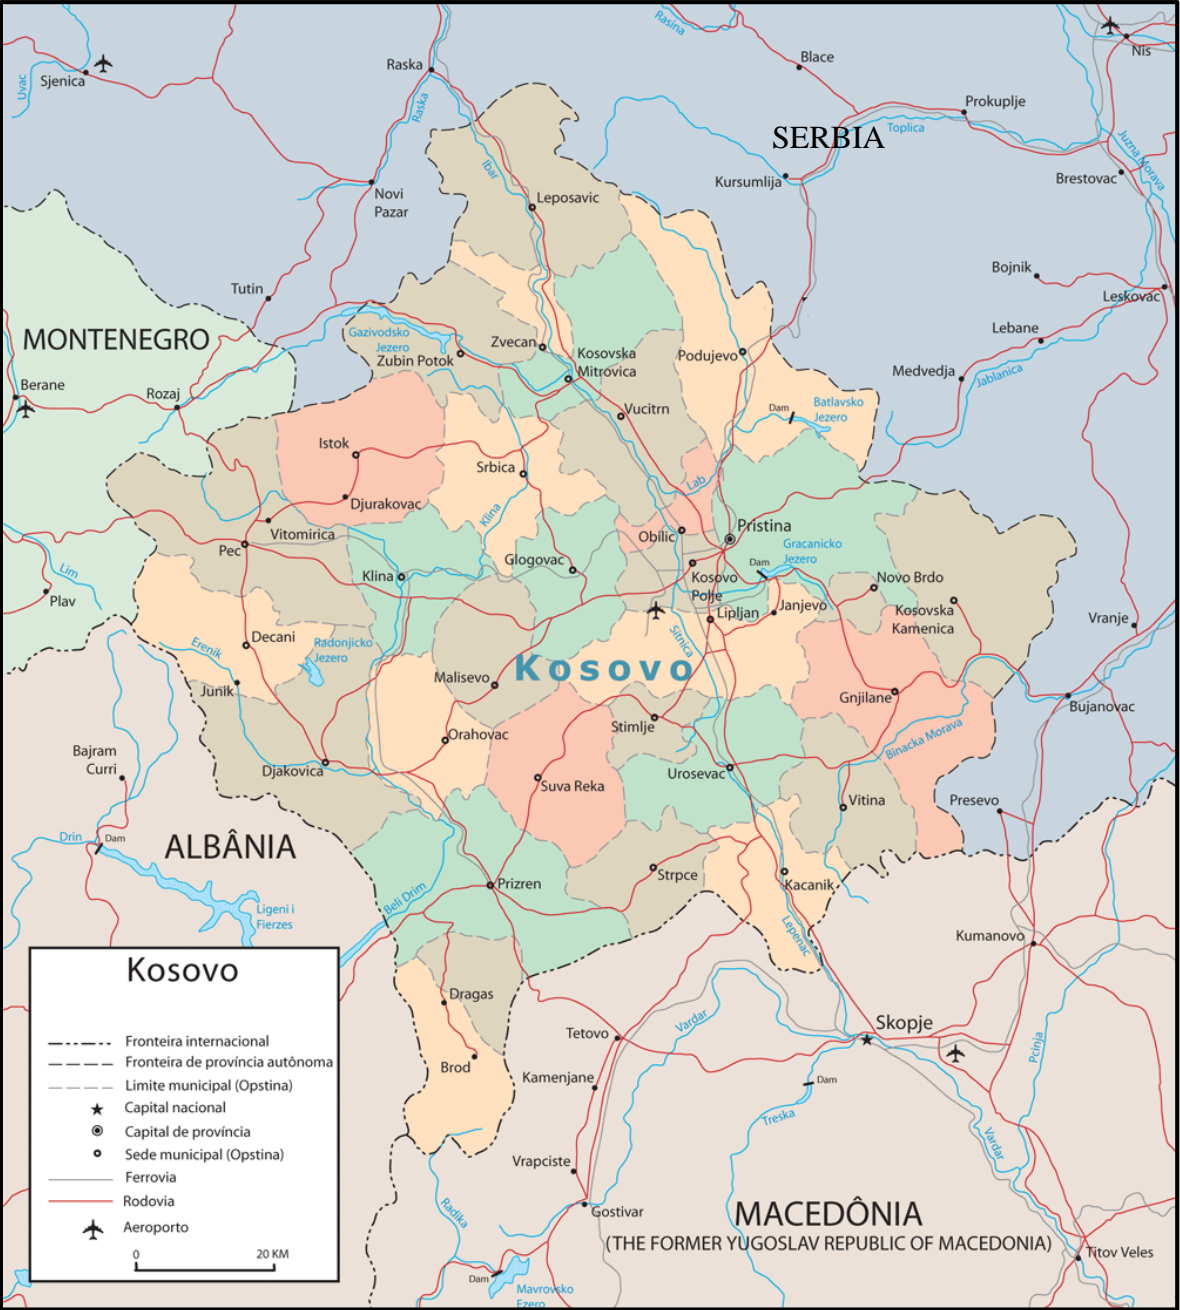 Rasina
Nis
Blace
Raska
Sjenica
Uvac
Raska
Prokuplje
SERBIA
Toplica
Juzna Morava
Ibar
Kursumlija
Brestovac
Novi
Pazar
Leposavic
Bojnik
Tutin
Leskovac
MONTENEGRO
Gazivodsko
Jezero
Zvecan
Lebane
Zubin Potok
Kosovska
Mitrovica
Podujevo
Medvedja
Jablanica
Berane
Rozaj
Vucitrn
Dam
Batlavsko
Jezero
Istok
Srbica
Lab
Djurakovac
Klina
Vitomirica
Obilic
Pristina
Pec
Glogovac
Gracanicko
Jezero
Dam
Lim
Klina
Kosovo
Polje
Novo Brdo
Plav
Lipljan
Janjevo
Kosovska
Kamenica
Vranje
Erenik
Decani
Radonjicko
Jezero
Sitnica
Kosovo
Junik
Malisevo
Gnjilane
Bujanovac
Orahovac
Stimlje
Binacka Morava
Bajram
Curri
Djakovica
Suva Reka
Urosevac
Vitina
Presevo
Drin
Dam
ALBÂNIA
Strpce
Prizren
Kacanik
Beli Drim
Ligeni i
Fierzes
Lepenac
Kumanovo
Dragas
Vardar
Skopje
Tetovo
Pcinja
Brod
Kamenjane
Dam
Treska
Vardar
Vrapciste
Radika
Gostivar
MACEDÔNIA
(THE FORMER YUGOSLAV REPUBLIC OF MACEDONIA)
Titov Veles
Dam
Mavrovsko
Ezero
Kosovo
Fronteira internacional
Fronteira de província autônoma
Limite municipal (Opstina)
Capital nacional
Capital de província
Sede municipal (Opstina)
Ferrovia
Rodovia
Aeroporto
0 20 KM